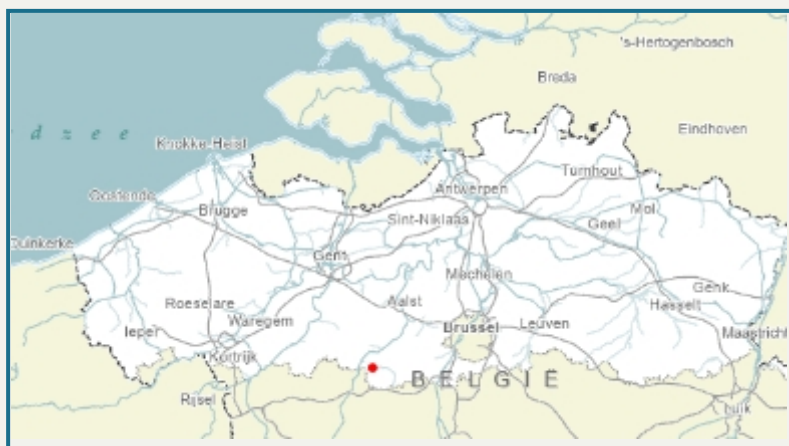 's-Hertogenbosch
Breda
dzee
Eindhoven
Knokke-Heist
Turnhout
Antwerpen
Oostende
Brugge
Sint-Niklaas
Mol
Geel
Duinkerke
Gent
Mechelen
Genk
Roeselare
Aalst
Hasselt
Ieper
Waregem
Brussel
Leuven
Maastricht
Kortrijk
BELGIË
Rijsel
Luik